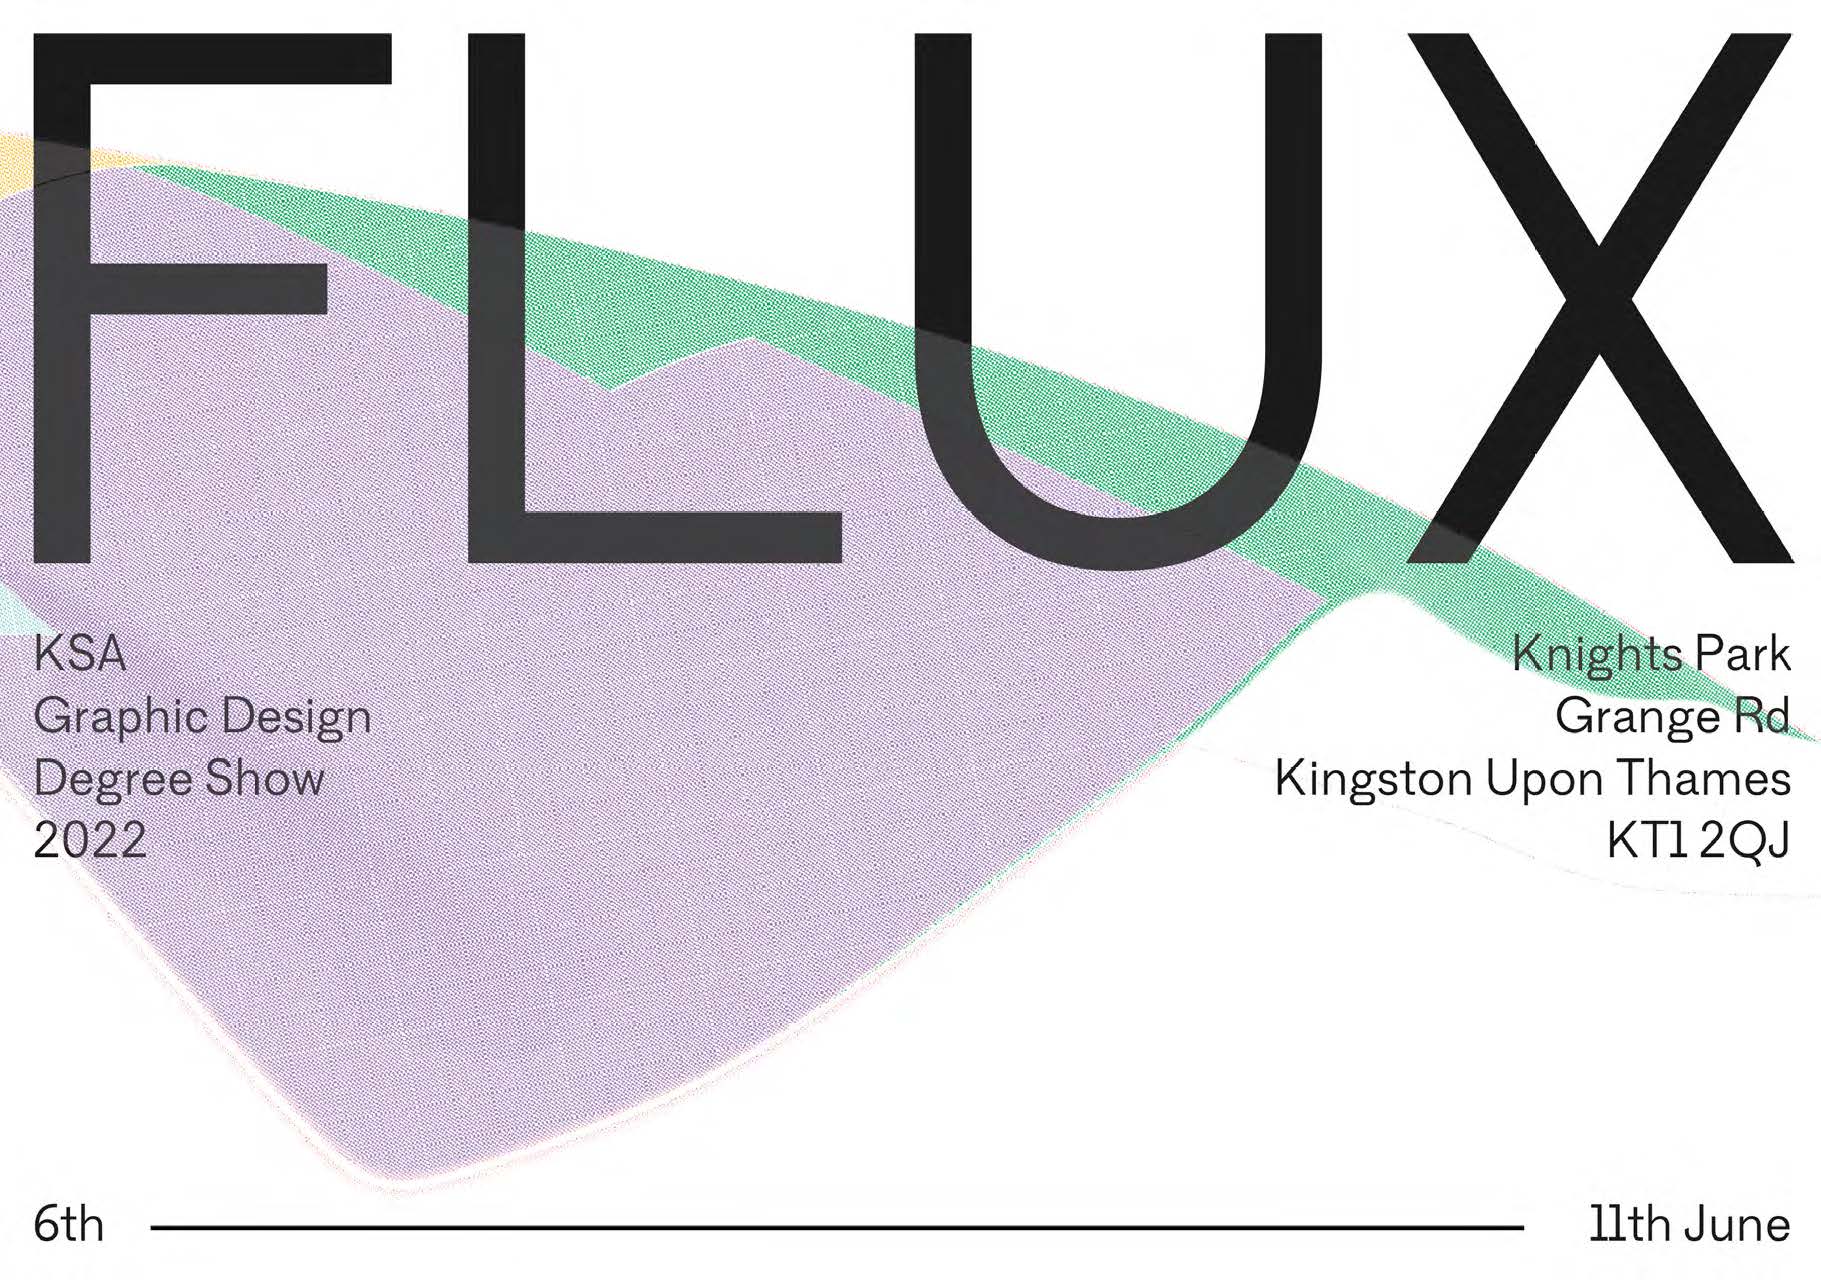 FLUX
KSA
Graphic Design
Degree Show
2022
Knights Park
Grange Rd
Kingston Upon Thames
KT1 2QJ
6th
11th June